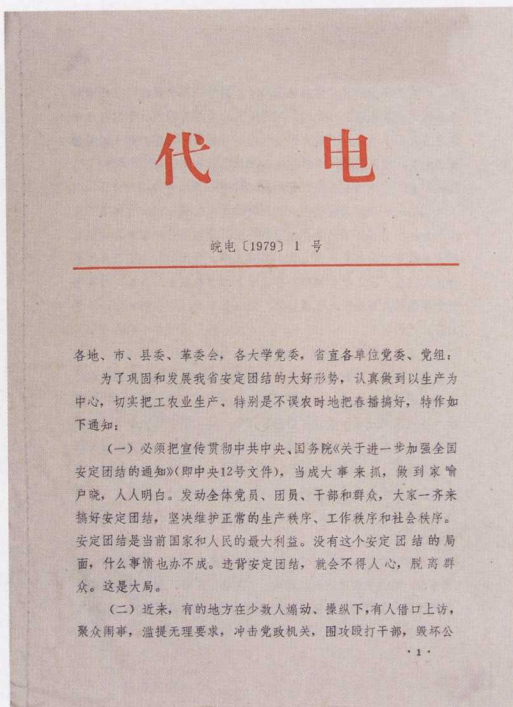 代 电
皖电〔1979〕1 号
各地、市、县委、革委会，各大学党委，省直各单位党委、党组：
为了巩固和发展我省安定团结的大好形势，认真做到以生产为
中心，切实把工农业生产、特别是不误农时地把春播搞好，特作如
下通知：
（一）必须把宣传贯彻中共中央、国务院《关于进一步加强全国
安定团结的通知》（即中央12号文件），当成大事来抓，做到家喻
户晓，人人明白。发动全体党员、团员、干部和群众，大家一齐来
搞好安定团结，坚决维护正常的生产秩序、工作秩序和社会秩序。
安定团结是当前国家和人民的最大利益。没有这个安定团结的局
面，什么事情也办不成。违背安定团结，就会不得人心，脱离群
众。这是大局。
（二）近来，有的地方在少数人煽动、操纵下，有人借口上访，
聚众闹事，滥提无理要求，冲击党政机关，围攻殴打干部，毁坏公
·1·